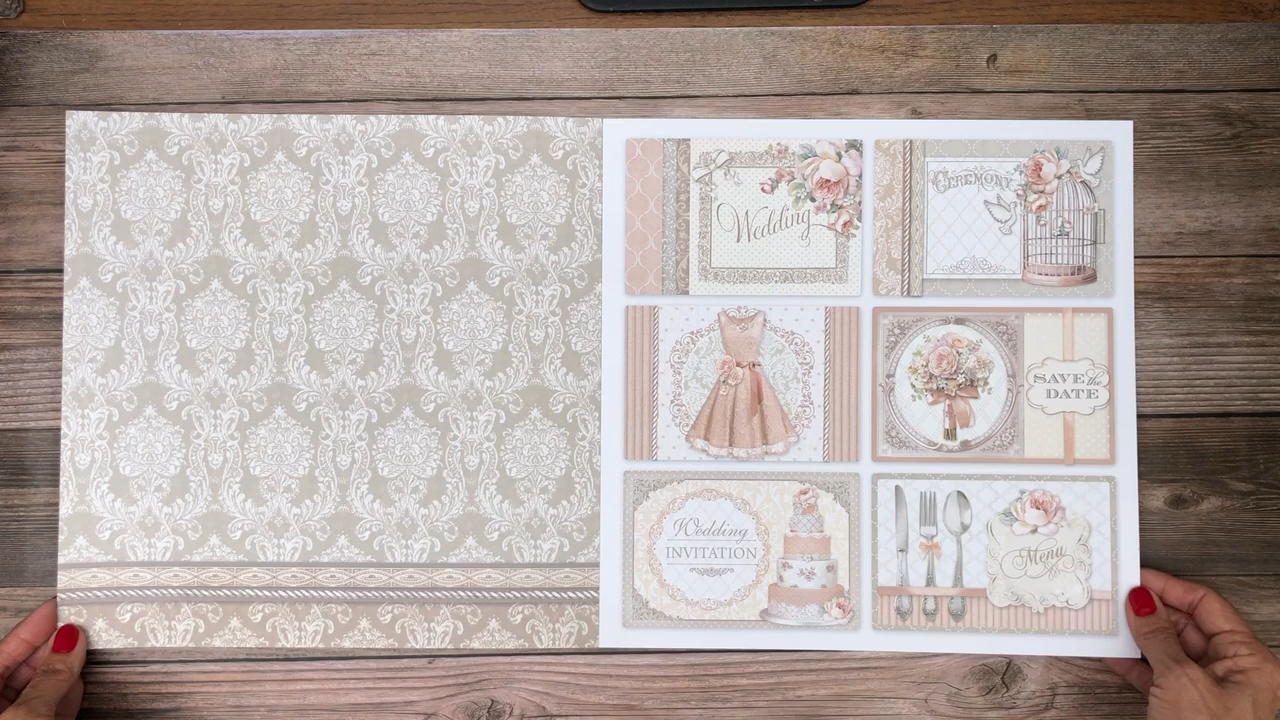 Wedding
CEREMONY
SAVE the
DATE
Wedding
INVITATION
Menu